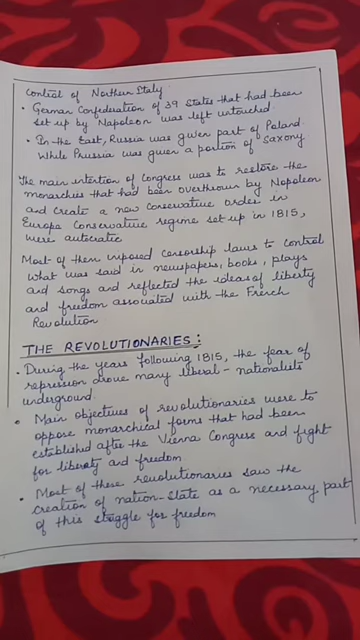 control of Northern Italy
• German Confederation of 39 States that had been
set up by Napoleon was left untouched
• In the East, Russia was given part of Poland
While Prussia was given a portion of Saxony
The main intention of Congress was to restore the
monarchies that had been overthrown by Napoleon
and create a new conservative order in
Europe Conservative regime set up in 1815,
were autocratic
Most of them imposed censorship laws to control
what was said in newspapers, books, plays
and songs and reflected the ideas of liberty
and freedom associated with the French
Revolution
THE REVOLUTIONARIES:
• During the years following 1815, the fear of
repression drove many liberal-nationalists
underground.
• Main objectives of revolutionaries were to
oppose monarchical forms that had been
established after the Vienna Congress and fight
for liberty and freedom
• Most of these revolutionaries saw the
creation of nation-state as a necessary part
of this struggle for freedom